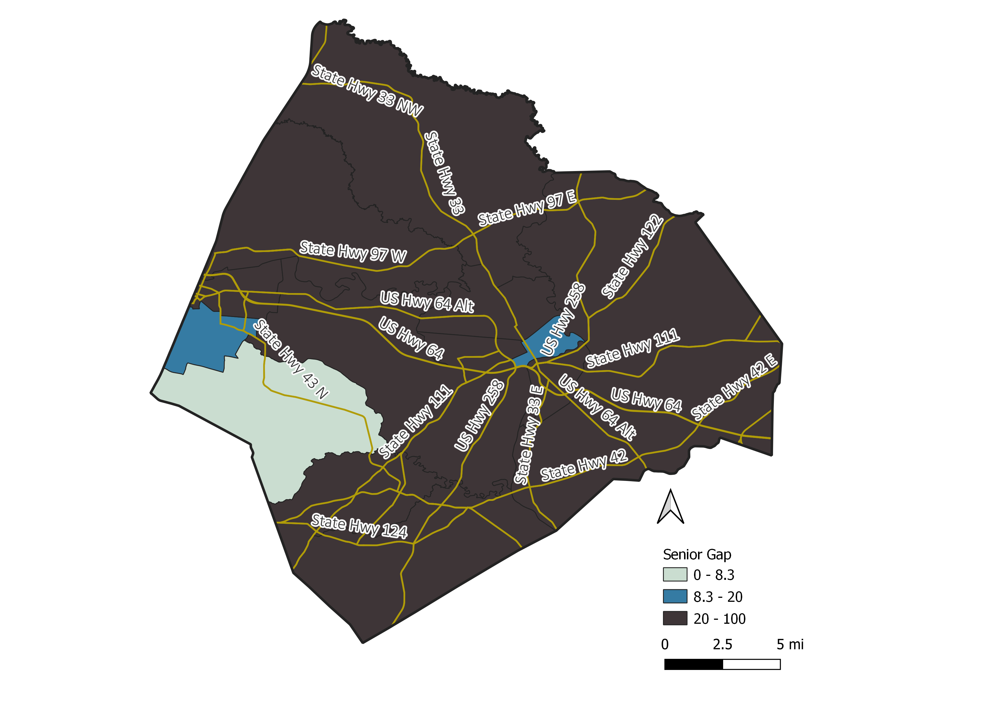 State Hwy 33 NW
State Hwy 33
State Hwy 97 E
State Hwy 122
State Hwy 97 W
US Hwy 64 Alt
US Hwy 258
US Hwy 64
State Hwy 43 N
State Hwy 111
State Hwy 111
US Hwy 258
State Hwy 33 E
US Hwy 64 Alt
US Hwy 64
State Hwy 42 E
State Hwy 42
State Hwy 124
Senior Gap
0 - 8.3
8.3 - 20
20 - 100
0 2.5 5 mi